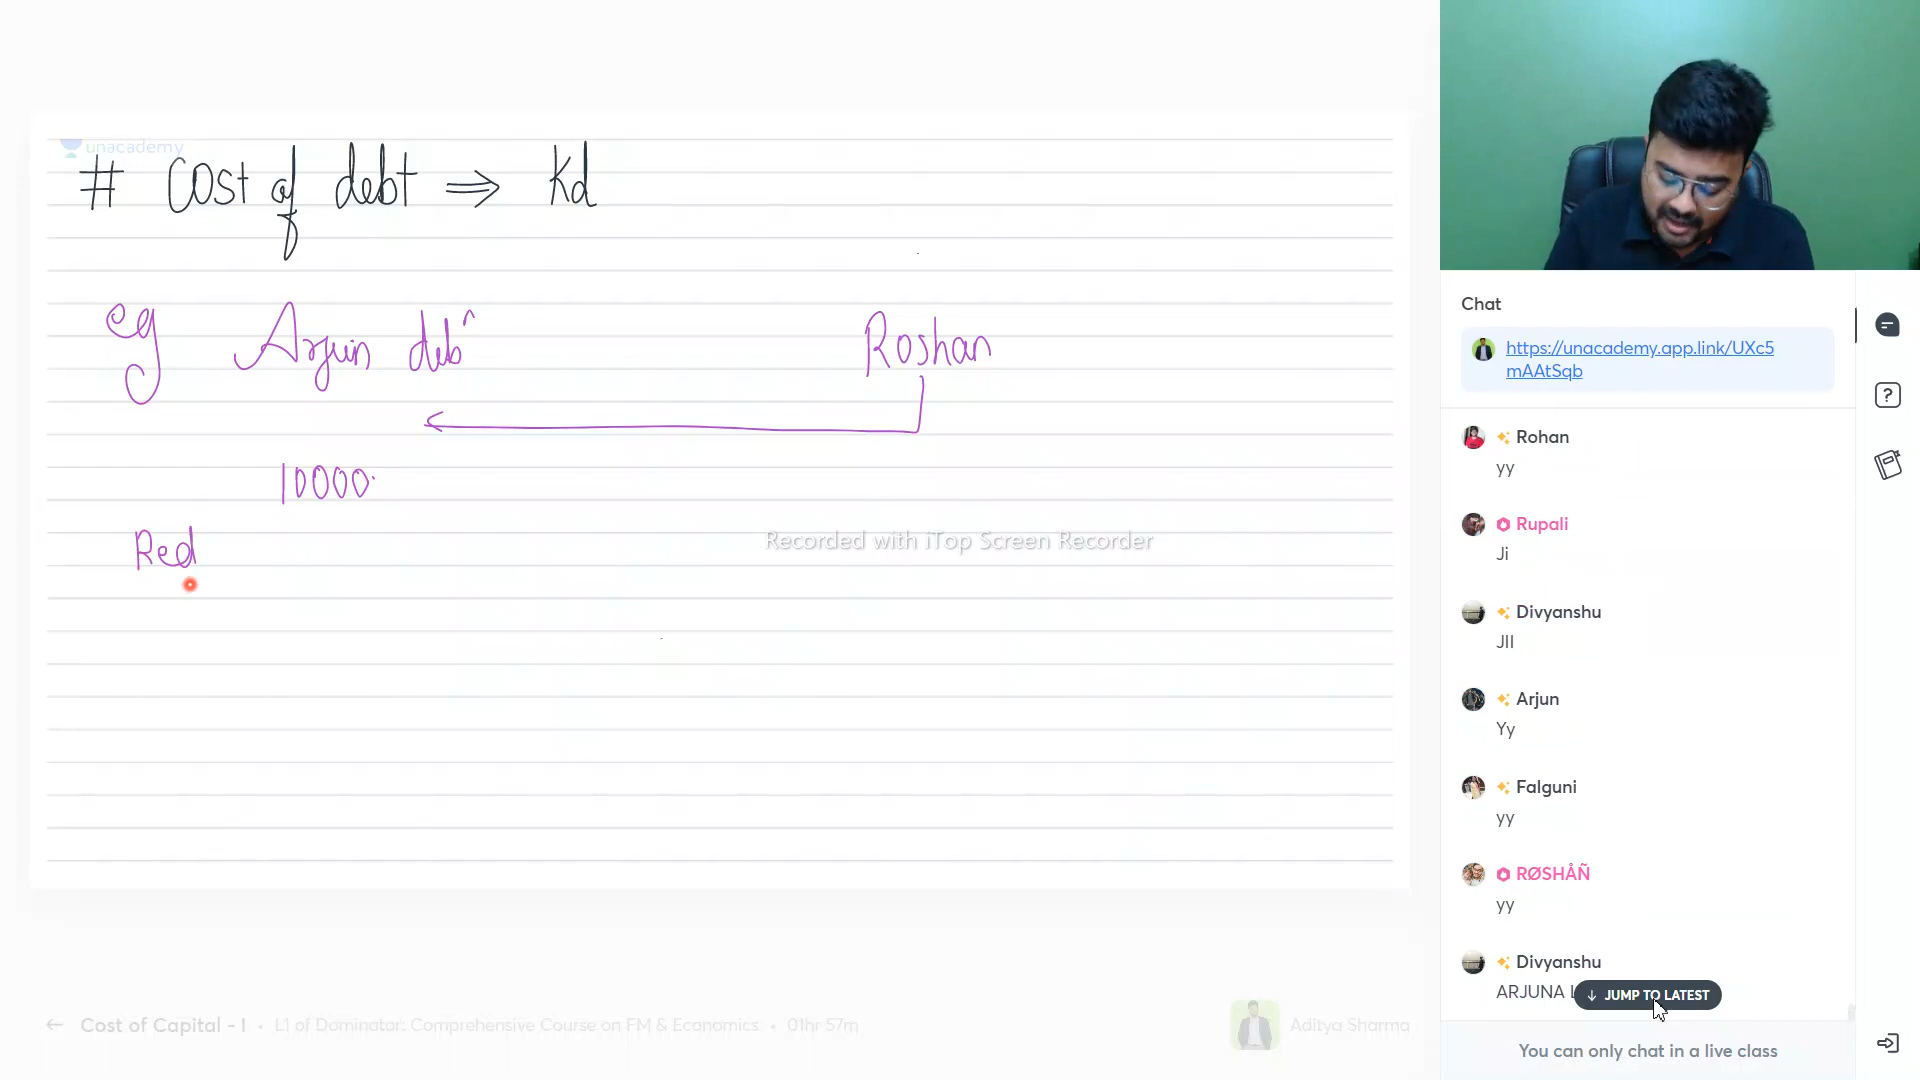 unacademy
# Cost of debt ⇒ Kd
eg Arjun deb^n Roshan
10000
Red
Recorded with iTop Screen Recorder
← Cost of Capital - I • L1 of Dominator: Comprehensive Course on FM & Economics • 01hr 57m
Aditya Sharma
Chat
https://unacademy.app.link/UXc5
mAAtSqb
Rohan
yy
Rupali
Ji
Divyanshu
JII
Arjun
Yy
Falguni
yy
RØSHÅÑ
yy
Divyanshu
ARJUNA
↓ JUMP TO LATEST
You can only chat in a live class